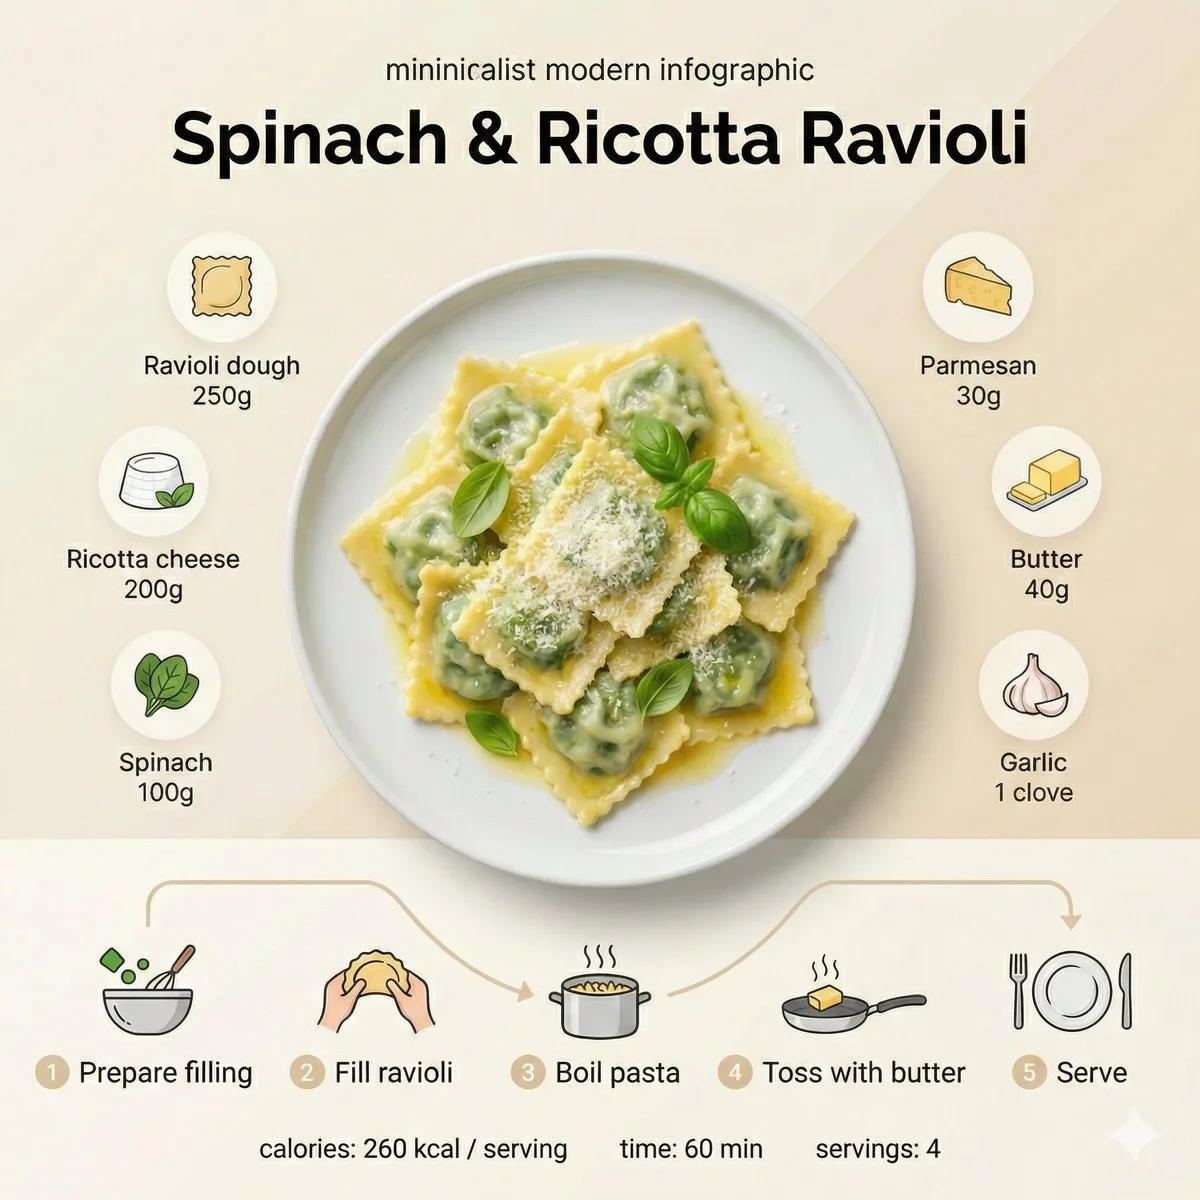 mininicalist modern infographic
Spinach & Ricotta Ravioli
Ravioli dough
250g
Ricotta cheese
200g
Spinach
100g
Parmesan
30g
Butter
40g
Garlic
1 clove
1 Prepare filling
2 Fill ravioli
3 Boil pasta
4 Toss with butter
5 Serve
calories: 260 kcal / serving
time: 60 min
servings: 4